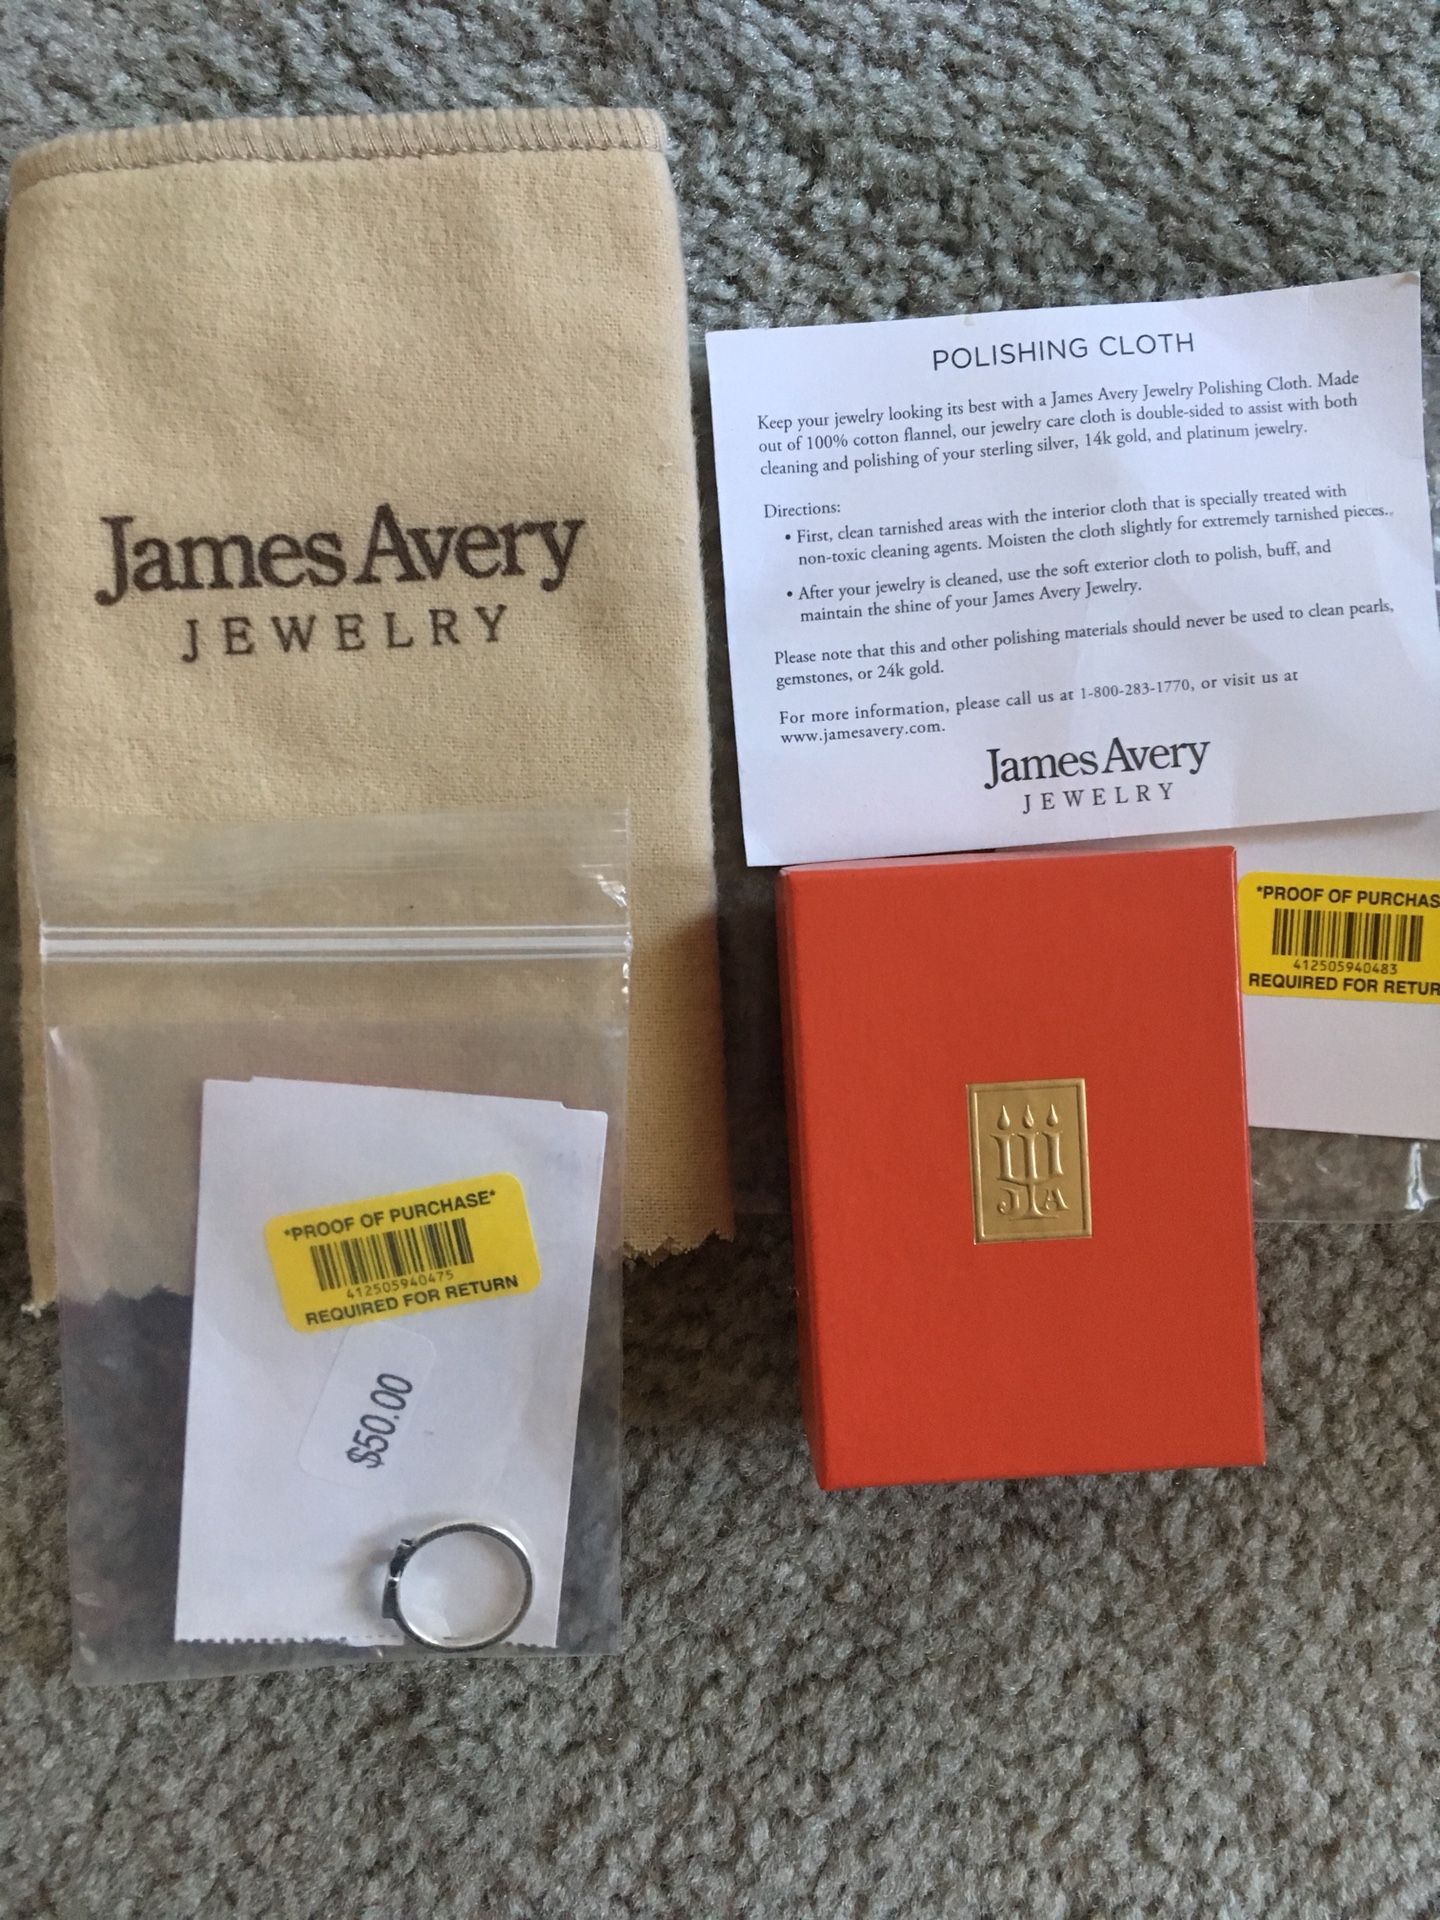 James Avery
JEWELRY
POLISHING CLOTH
Keep your jewelry looking its best with a James Avery Jewelry Polishing Cloth. Made
out of 100% cotton flannel, our jewelry care cloth is double-sided to assist with both
cleaning and polishing of your sterling silver, 14k gold, and platinum jewelry.
Directions:
• First, clean tarnished areas with the interior cloth that is specially treated with
non-toxic cleaning agents. Moisten the cloth slightly for extremely tarnished pieces.
• After your jewelry is cleaned, use the soft exterior cloth to polish, buff, and
maintain the shine of your James Avery Jewelry.
Please note that this and other polishing materials should never be used to clean pearls,
gemstones, or 24k gold.
For more information, please call us at 1-800-283-1770, or visit us at
www.jamesavery.com.
James Avery
JEWELRY
*PROOF OF PURCHAS
412505940483
REQUIRED FOR RETUR
JA
*PROOF OF PURCHASE*
412505940475
REQUIRED FOR RETURN
$50.00